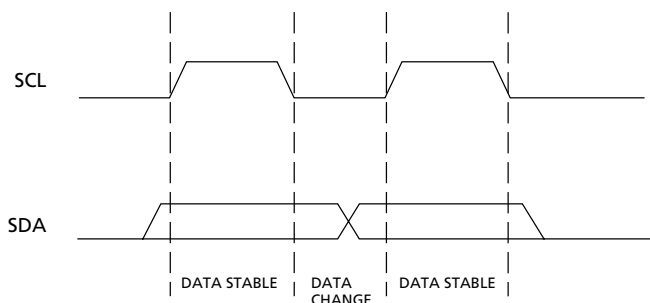 SCL
SDA
DATA STABLE
DATA
CHANGE
DATA STABLE